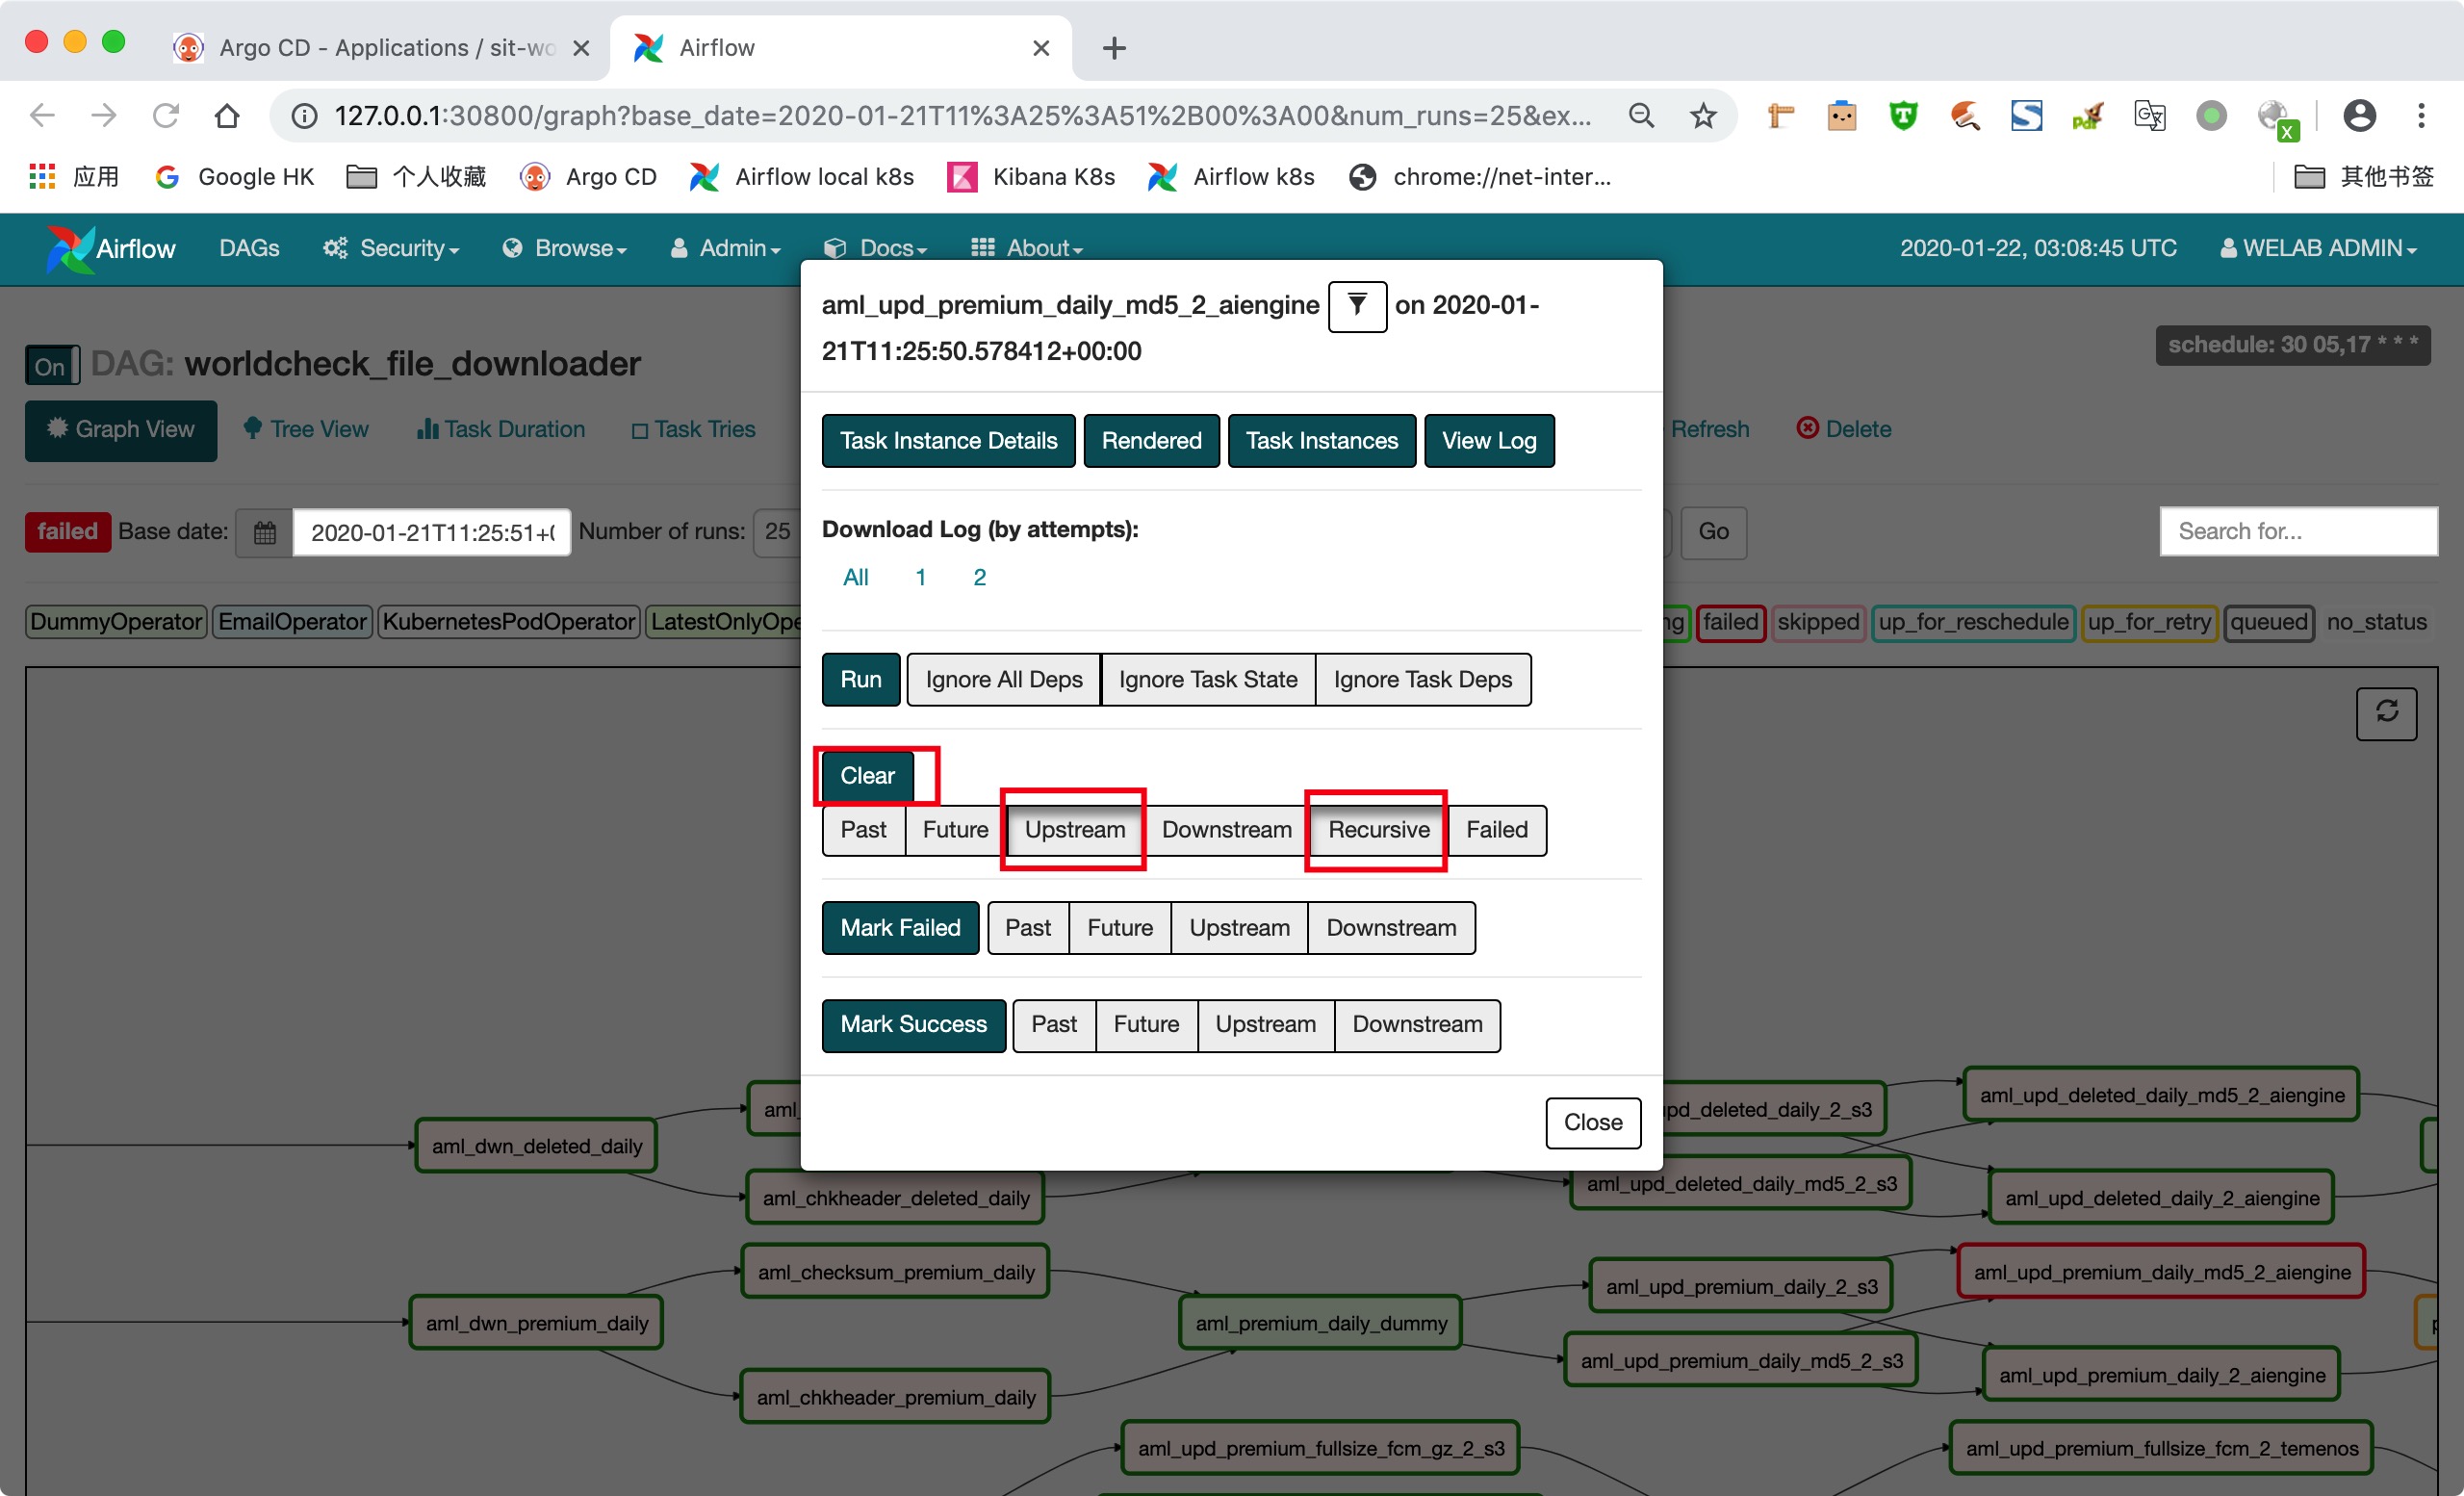 Argo CD - Applications / sit-wo
Airflow
127.0.0.1:30800/graph?base_date=2020-01-21T11%3A25%3A51%2B00%3A00&num_runs=25&ex...
应用 Google HK 个人收藏 Argo CD Airflow local k8s Kibana K8s Airflow k8s chrome://net-inter... 其他书签
Airflow DAGs Security Browse Admin Docs About 2020-01-22, 03:08:45 UTC WELAB ADMIN
aml_upd_premium_daily_md5_2_aiengine on 2020-01-
21T11:25:50.578412+00:00
On DAG: worldcheck_file_downloader schedule: 30 05,17 * * *
Graph View Tree View Task Duration Task Tries Refresh Delete
Task Instance Details Rendered Task Instances View Log
failed Base date: 2020-01-21T11:25:51+( Number of runs: 25 Go Search for...
Download Log (by attempts):
All 1 2
DummyOperator EmailOperator KubernetesPodOperator LatestOnlyOpe ng failed skipped up_for_reschedule up_for_retry queued no_status
Run Ignore All Deps Ignore Task State Ignore Task Deps
Clear
Past Future Upstream Downstream Recursive Failed
Mark Failed Past Future Upstream Downstream
Mark Success Past Future Upstream Downstream
Close
aml_dwn_deleted_daily
aml_
aml_chkheader_deleted_daily
pd_deleted_daily_2_s3
aml_upd_deleted_daily_md5_2_s3
aml_upd_deleted_daily_md5_2_aiengine
aml_upd_deleted_daily_2_aiengine
aml_dwn_premium_daily
aml_checksum_premium_daily
aml_chkheader_premium_daily
aml_premium_daily_dummy
aml_upd_premium_daily_2_s3
aml_upd_premium_daily_md5_2_s3
aml_upd_premium_daily_md5_2_aiengine
aml_upd_premium_daily_2_aiengine
aml_upd_premium_fullsize_fcm_gz_2_s3
aml_upd_premium_fullsize_fcm_2_temenos